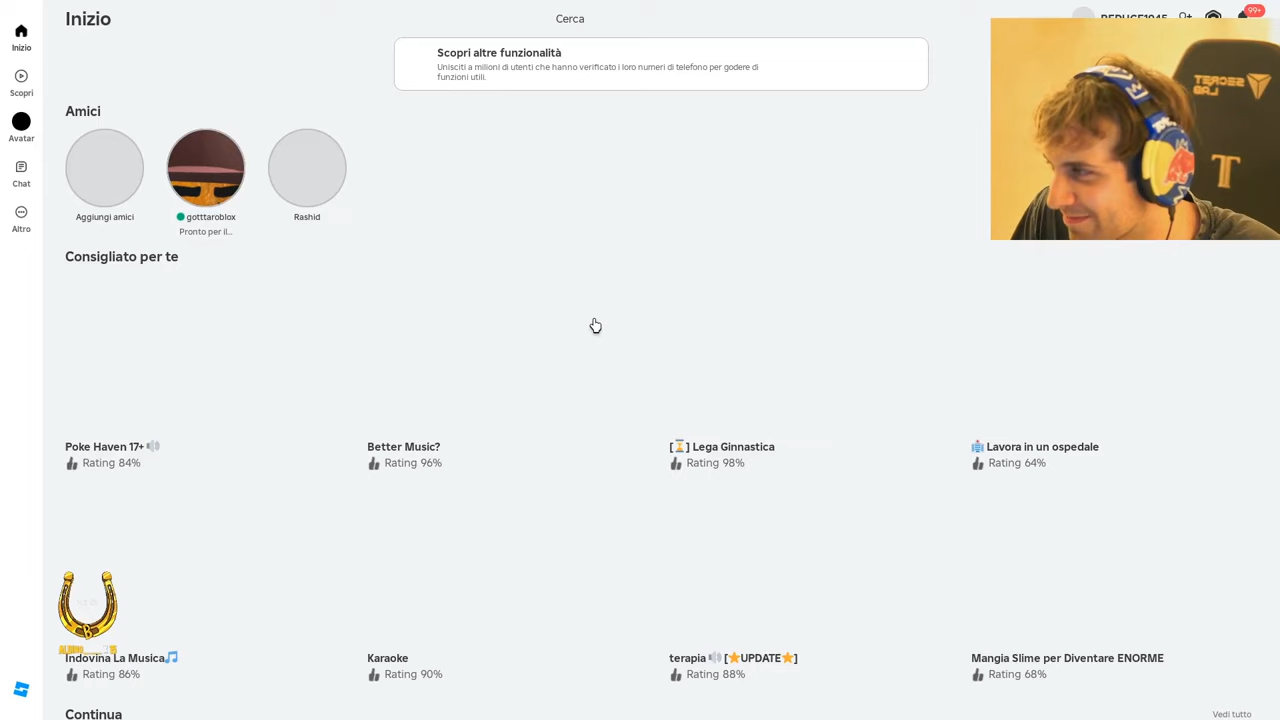 Inizio
Cerca
99+
Inizio
Scopri
Avatar
Chat
Altro
Scopri altre funzionalità
Unisciti a milioni di utenti che hanno verificato i loro numeri di telefono per godere di
funzioni utili.
SECRET
LAB
T
Amici
Aggiungi amici
gotttaroblox
Pronto per il...
Rashid
Consigliato per te
Poke Haven 17+
Rating 84%
Better Music?
Rating 96%
[⏳] Lega Ginnastica
Rating 98%
🏥 Lavora in un ospedale
Rating 64%
B
Indovina La Musica🎵
Rating 86%
Karaoke
Rating 90%
terapia 🔊 [⭐UPDATE⭐]
Rating 88%
Mangia Slime per Diventare ENORME
Rating 68%
Continua
Vedi tutto